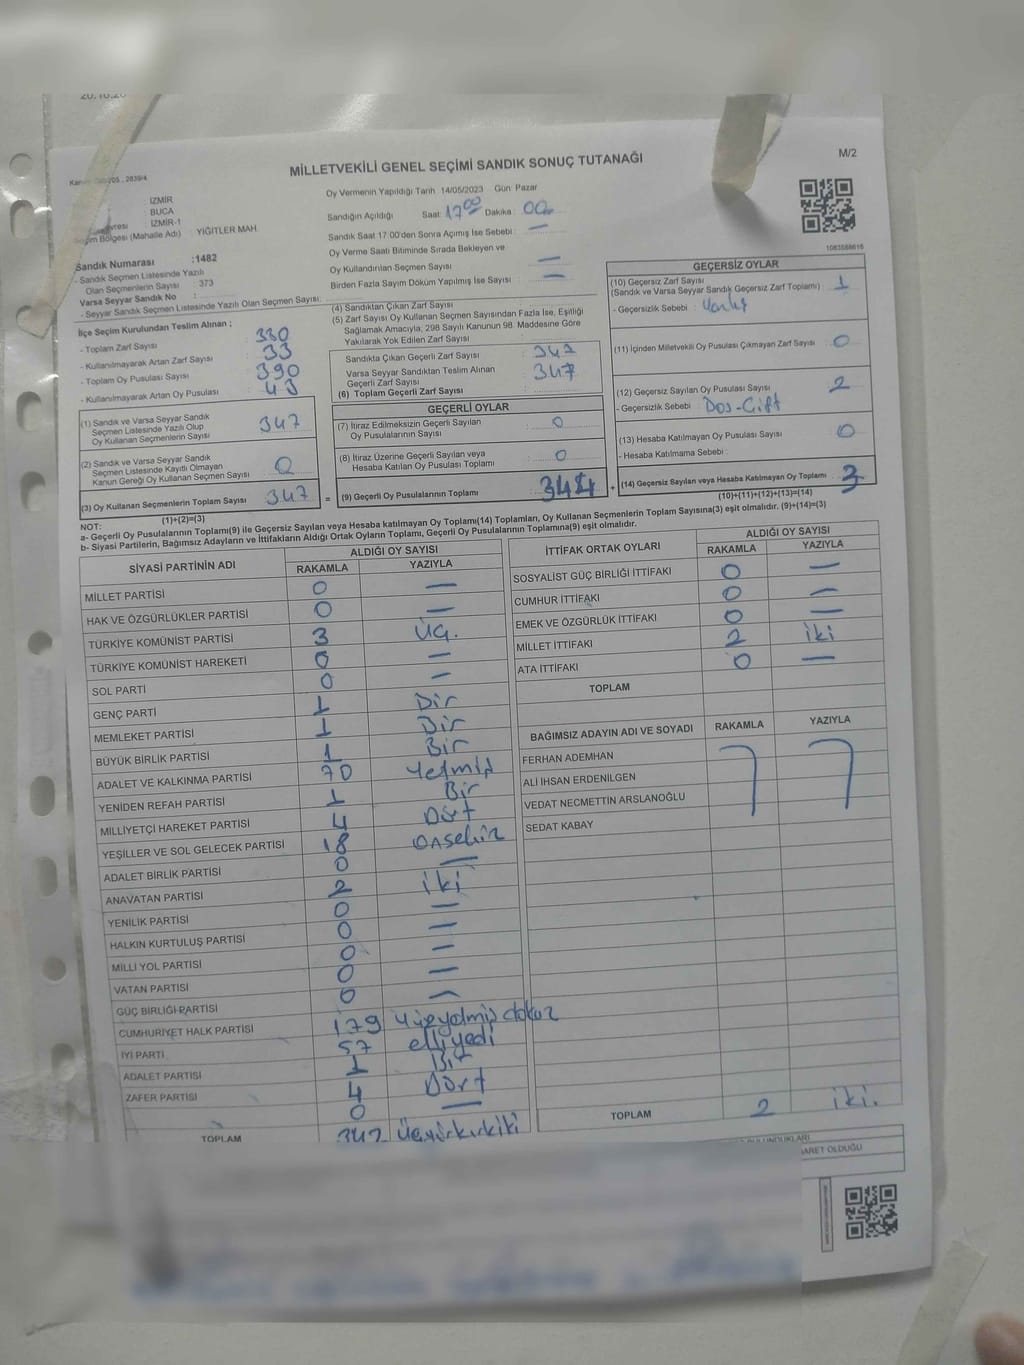 MİLLETVEKİLİ GENEL SEÇİMİ SANDIK SONUÇ TUTANAĞI
M/2
Oy Vermenin Yapıldığı Tarih 14/05/2023 Gün: Pazar
İZMİR
BUCA
İZMİR-1
Seçim Bölgesi (Mahalle Adı) : YİĞİTLER MAH.
Sandığın Açıldığı Saat: 17 00 Dakika: 00
Sandık Saat 17:00'den Sonra Açımış İse Sebebi: —
Oy Verme Saati Bitiminde Sırada Bekleyen ve
Oy Kullandırılan Seçmen Sayısı —
Birden Fazla Sayım Döküm Yapılmış İse Sayısı —
Sandık Numarası :1482
- Sandık Seçmen Listesinde Yazılı
Olan Seçmenlerin Sayısı : 373
Varsa Seyyar Sandık No :
- Seyyar Sandık Seçmen Listesinde Yazılı Olan Seçmen Sayısı:
İlçe Seçim Kurulundan Teslim Alınan ;
- Toplam Zarf Sayısı 380
- Kullanılmayarak Artan Zarf Sayısı 33
- Toplam Oy Pusulası Sayısı 390
- Kullanılmayarak Artan Oy Pusulası 43
(1) Sandık ve Varsa Seyyar Sandık
Seçmen Listesinde Yazılı Olup
Oy Kullanan Seçmenlerin Sayısı 347
(2) Sandık ve Varsa Seyyar Sandık
Seçmen Listesinde Kayıtlı Olmayan
Kanun Gereği Oy Kullanan Seçmen Sayısı 0
(3) Oy Kullanan Seçmenlerin Toplam Sayısı 347
(1)+(2)=(3)
(4) Sandıktan Çıkan Zarf Sayısı
(5) Zarf Sayısı Oy Kullanan Seçmen Sayısından Fazla İse, Eşitliği
Sağlamak Amacıyla, 298 Sayılı Kanunun 98. Maddesine Göre
Yakılarak Yok Edilen Zarf Sayısı
Sandıkta Çıkan Geçerli Zarf Sayısı 347
Varsa Seyyar Sandıktan Teslim Alınan
Geçerli Zarf Sayısı 347
(6) Toplam Geçerli Zarf Sayısı
GEÇERLİ OYLAR
(7) İtiraz Edilmeksizin Geçerli Sayılan
Oy Pusulalarının Sayısı 0
(8) İtiraz Üzerine Geçerli Sayılan veya
Hesaba Katılan Oy Pusulası Toplamı 0
= (9) Geçerli Oy Pusulalarının Toplamı 344 +
1083588616
GEÇERSİZ OYLAR
(10) Geçersiz Zarf Sayısı
(Sandık ve Varsa Seyyar Sandık Geçersiz Zarf Toplamı) 1
- Geçersizlik Sebebi :
(11) İçinden Milletvekili Oy Pusulası Çıkmayan Zarf Sayısı 0
(12) Geçersiz Sayılan Oy Pusulası Sayısı 2
- Geçersizlik Sebebi : Boş-Çift
(13) Hesaba Katılmayan Oy Pusulası Sayısı 0
- Hesaba Katılmama Sebebi :
(14) Geçersiz Sayılan veya Hesaba Katılmayan Oy Toplamı 3
(10)+(11)+(12)+(13)=(14)
NOT:
a- Geçerli Oy Pusulalarının Toplamı(9) ile Geçersiz Sayılan veya Hesaba katılmayan Oy Toplamı(14) Toplamları, Oy Kullanan Seçmenlerin Toplam Sayısına(3) eşit olmalıdır. (9)+(14)=(3)
b- Siyasi Partilerin, Bağımsız Adayların ve İttifakların Aldığı Ortak Oyların Toplamı, Geçerli Oy Pusulalarının Toplamına(9) eşit olmalıdır.
SİYASİ PARTİNİN ADI ALDIĞI OY SAYISI
RAKAMLA YAZIYLA
MİLLET PARTİSİ 0 —
HAK VE ÖZGÜRLÜKLER PARTİSİ 0 —
TÜRKİYE KOMÜNİST PARTİSİ 3 Üç.
TÜRKİYE KOMÜNİST HAREKETİ 0 —
SOL PARTİ 0 —
GENÇ PARTİ 1 Bir
MEMLEKET PARTİSİ 1 Bir
BÜYÜK BİRLİK PARTİSİ 1 Bir
ADALET VE KALKINMA PARTİSİ 70 Yetmiş
YENİDEN REFAH PARTİSİ 1 Bir
MİLLİYETÇİ HAREKET PARTİSİ 4 Dört
YEŞİLLER VE SOL GELECEK PARTİSİ 18 Onsekiz
ADALET BİRLİK PARTİSİ 0 —
ANAVATAN PARTİSİ 2 iki
YENİLİK PARTİSİ 0 —
HALKIN KURTULUŞ PARTİSİ 0 —
MİLLİ YOL PARTİSİ 0 —
VATAN PARTİSİ 0 —
GÜÇ BİRLİĞİ PARTİSİ 0 —
CUMHURİYET HALK PARTİSİ 179 Yüzyetmiş dokuz
İYİ PARTİ 57 elliyedi
ADALET PARTİSİ 1 Bir
ZAFER PARTİSİ 4 Dört
0 —
TOPLAM 342 Üçyüzkırkiki
İTTİFAK ORTAK OYLARI ALDIĞI OY SAYISI
RAKAMLA YAZIYLA
SOSYALİST GÜÇ BİRLİĞİ İTTİFAKI 0 —
CUMHUR İTTİFAKI 0 —
EMEK VE ÖZGÜRLÜK İTTİFAKI 0 —
MİLLET İTTİFAKI 2 iki
ATA İTTİFAKI 0 —
TOPLAM
BAĞIMSIZ ADAYIN ADI VE SOYADI RAKAMLA YAZIYLA
FERHAN ADEMHAN
ALİ İHSAN ERDENİLGEN
VEDAT NECMETTİN ARSLANOĞLU
SEDAT KABAY
TOPLAM 2 iki.